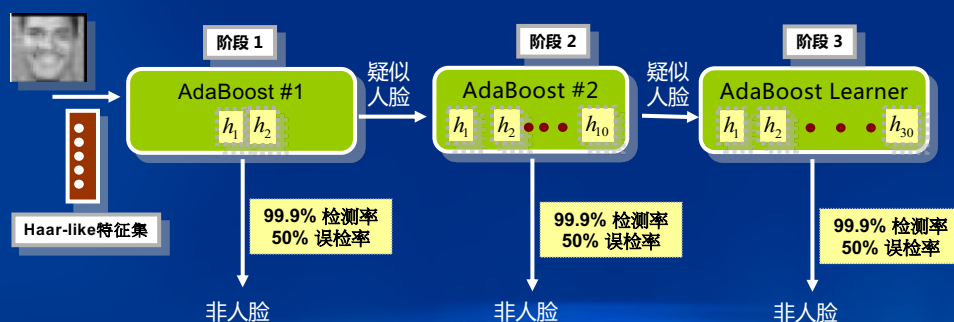 阶段 1
AdaBoost #1
h1 h2
疑似
人脸
99.9% 检测率
50% 误检率
非人脸
Haar-like特征集
阶段 2
AdaBoost #2
h1 h2 h10
疑似
人脸
99.9% 检测率
50% 误检率
非人脸
阶段 3
AdaBoost Learner
h1 h2 h30
99.9% 检测率
50% 误检率
非人脸